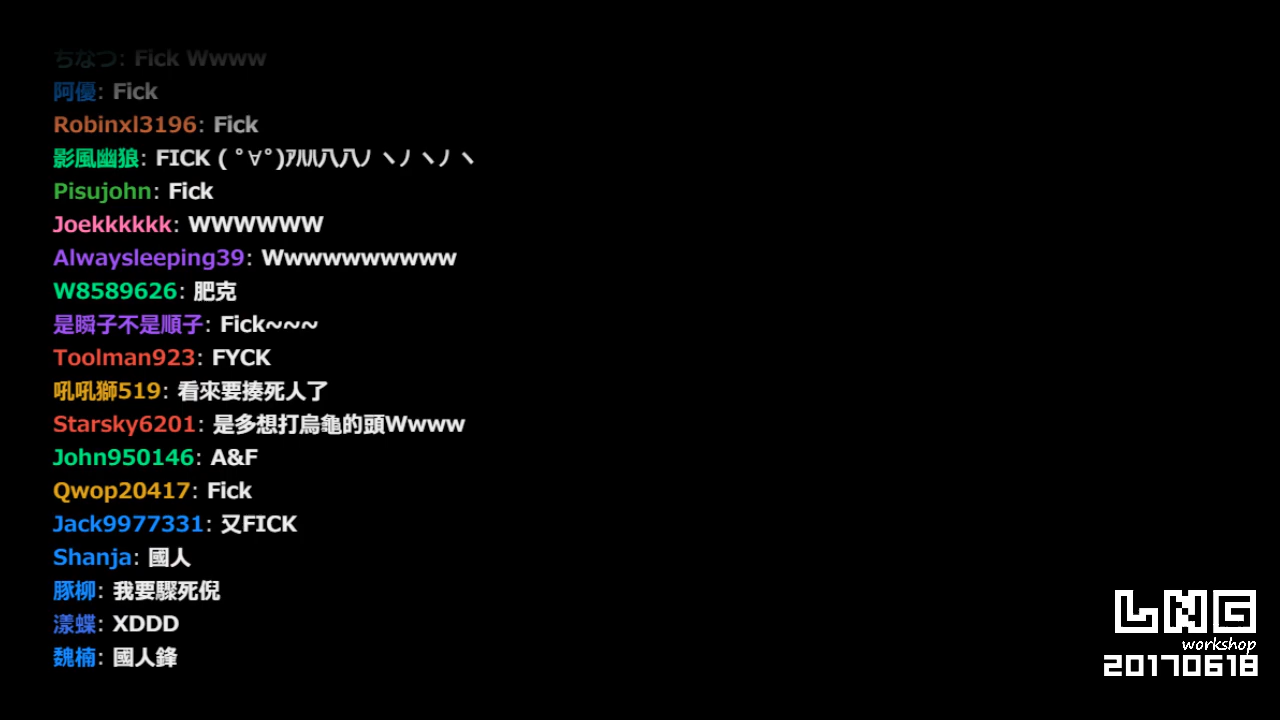 ちなつ: Fick Wwww
阿優: Fick
Robinxl3196: Fick
影風幽狼: FICK ( ﾟ∀ﾟ)ｱﾊﾊ八八ﾉヽﾉヽﾉヽ
Pisujohn: Fick
Joekkkkkk: WWWWWW
Alwaysleeping39: Wwwwwwwwww
W8589626: 肥克
是瞬子不是順子: Fick~~~
Toolman923: FYCK
吼吼獅519: 看來要揍死人了
Starsky6201: 是多想打烏龜的頭Wwww
John950146: A&F
Qwop20417: Fick
Jack9977331: 又FICK
Shanja: 國人
豚柳: 我要驟死倪
漾蝶: XDDD
魏楠: 國人鋒
LNG
workshop
20170618